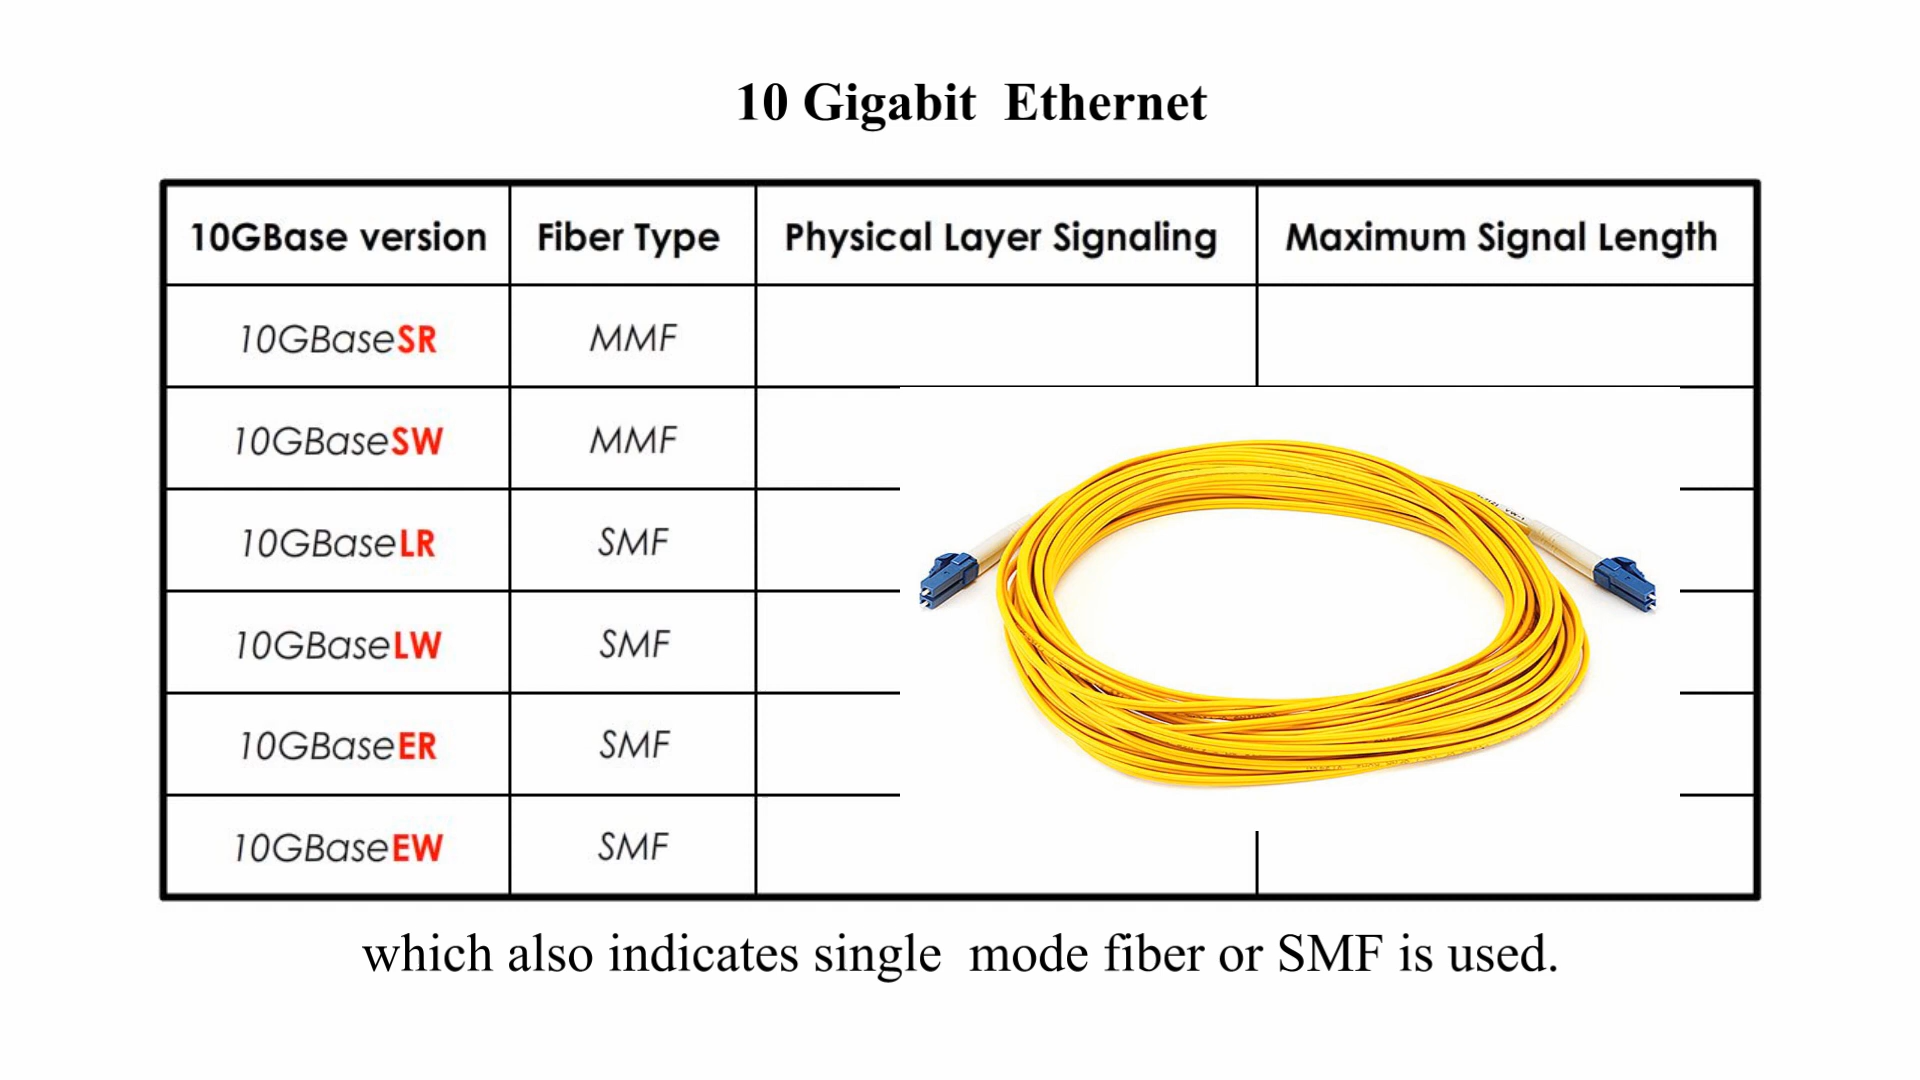 10 Gigabit Ethernet
10GBase version Fiber Type Physical Layer Signaling Maximum Signal Length
10GBaseSR MMF
10GBaseSW MMF
10GBaseLR SMF
10GBaseLW SMF
10GBaseER SMF
10GBaseEW SMF
which also indicates single mode fiber or SMF is used.